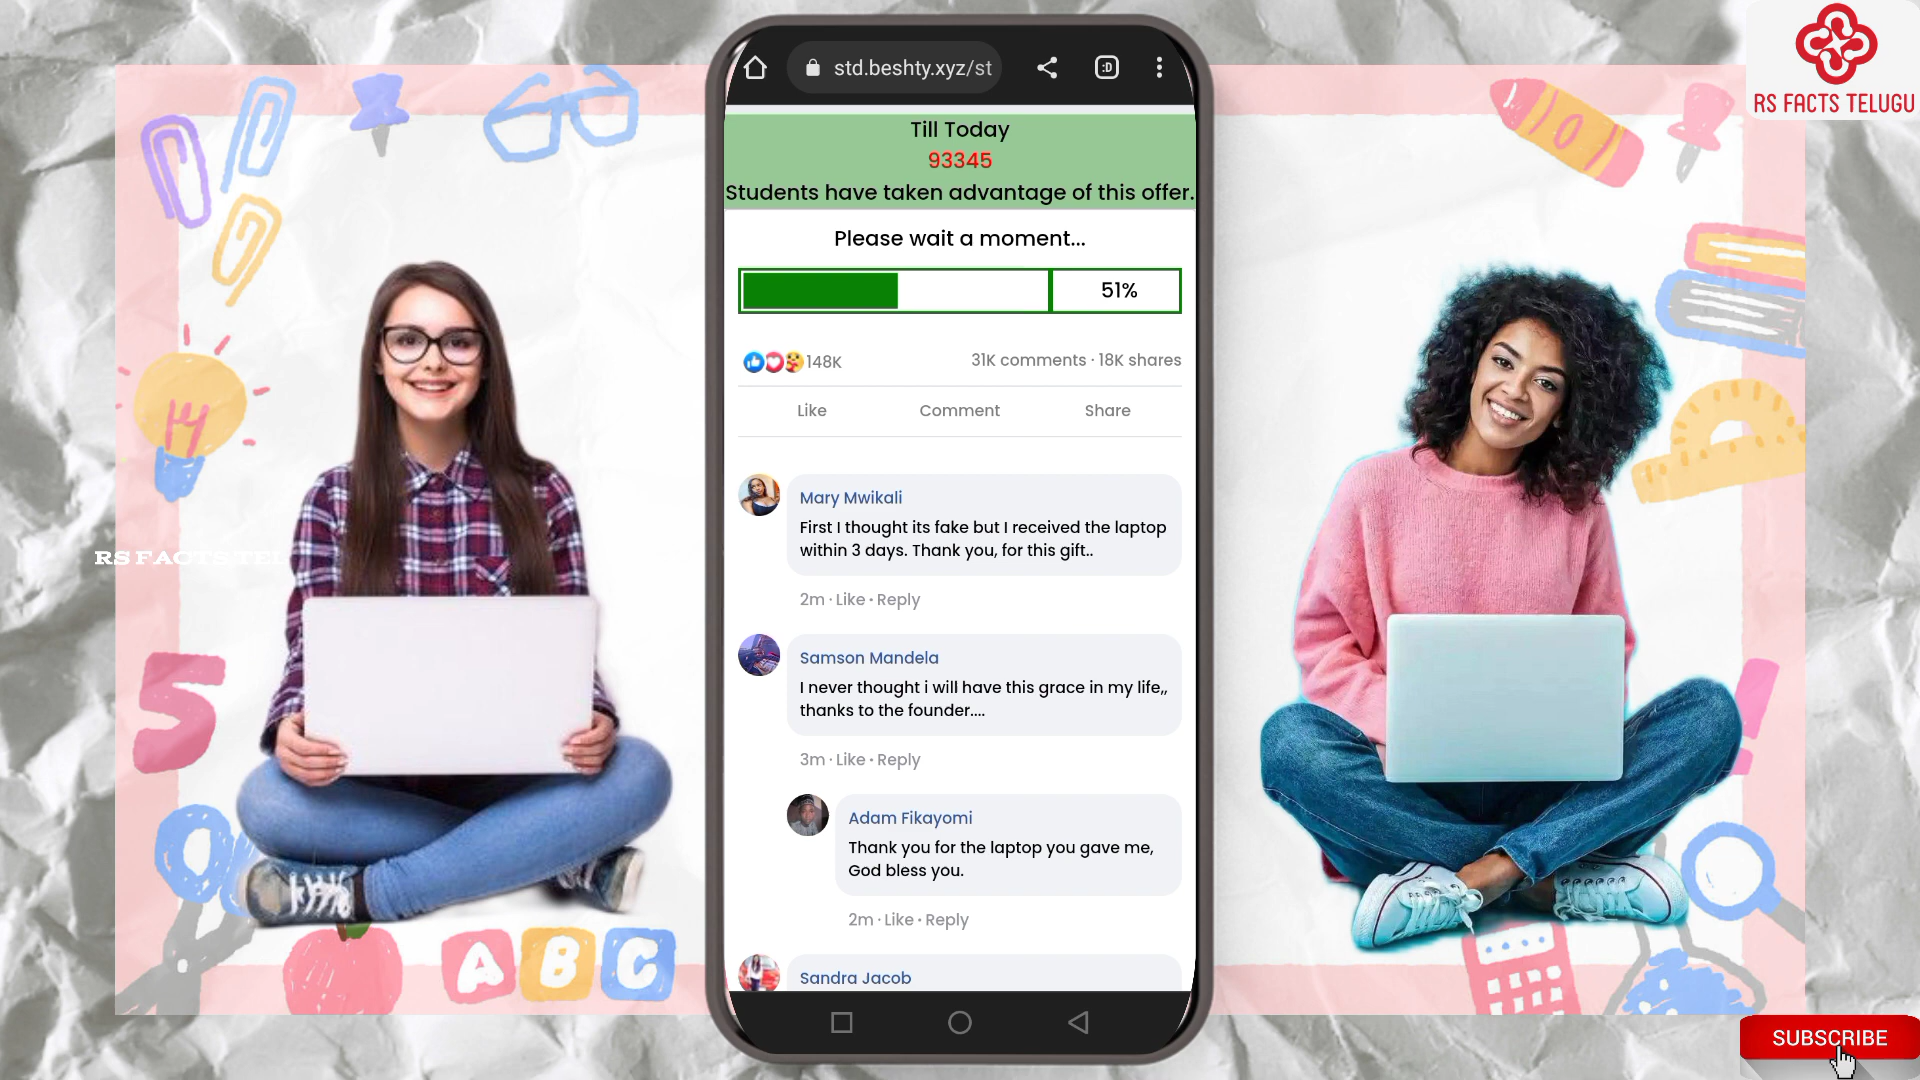 std.beshty.xyz/st
:D
RS FACTS TELUGU
Till Today
93345
Students have taken advantage of this offer.
Please wait a moment...
51%
148K
31K comments · 18K shares
Like Comment Share
Mary Mwikali
First I thought its fake but I received the laptop
within 3 days. Thank you, for this gift..
2m · Like · Reply
RS FACTS TEL
Samson Mandela
I never thought i will have this grace in my life,,
thanks to the founder....
3m · Like · Reply
Adam Fikayomi
Thank you for the laptop you gave me,
God bless you.
2m · Like · Reply
Sandra Jacob
5
A B C
SUBSCRIBE